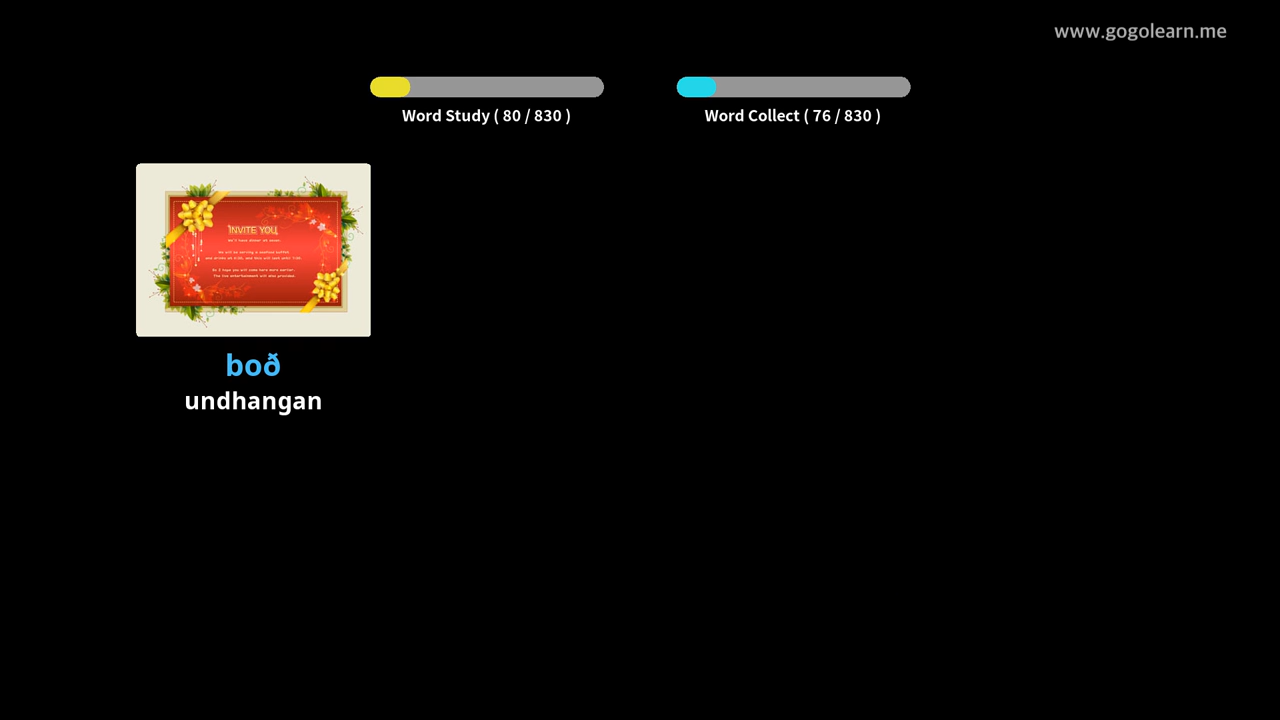 www.gogolearn.me
Word Study ( 80 / 830 )
Word Collect ( 76 / 830 )
INVITE YOU
boð
undhangan